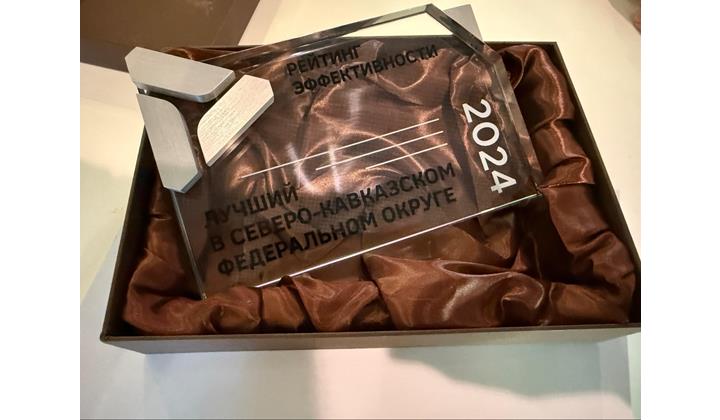 РЕЙТИНГ
ЭФФЕКТИВНОСТИ
2024
ЛУЧШИЙ
В СЕВЕРО-КАВКАЗСКОМ
ФЕДЕРАЛЬНОМ ОКРУГЕ